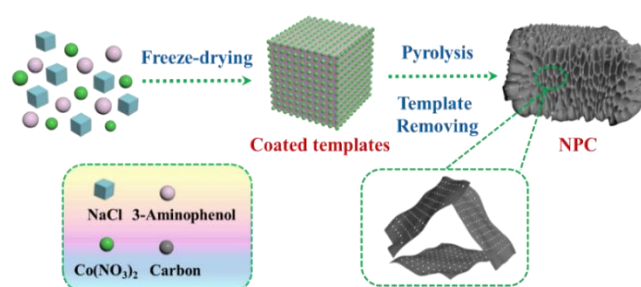 Freeze-drying
Pyrolysis
Template
Removing
Coated templates
NPC
NaCl 3-Aminophenol
Co(NO₃)₂ Carbon